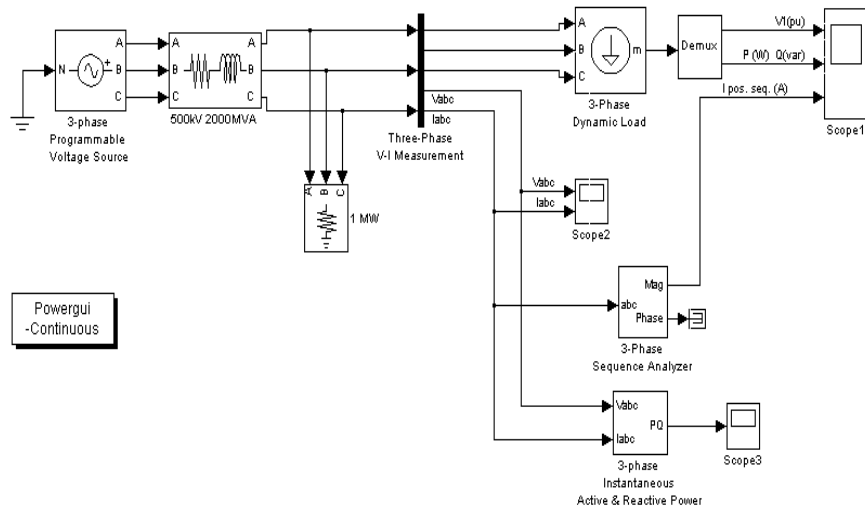 N
+
A
B
C
3-phase
Programmable
Voltage Source
A
B
C
A
B
C
500kV 2000MVA
A
B
C
1 MW
Vabc
Iabc
Three-Phase
V-I Measurement
A
B
C
m
3-Phase
Dynamic Load
Demux
V1(pu)
P (W) Q(var)
I pos. seq. (A)
Scope1
Vabc
Iabc
Scope2
Powergui
-Continuous
abc
Mag
Phase
3-Phase
Sequence Analyzer
Vabc
Iabc
PQ
3-phase
Instantaneous
Active & Reactive Power
Scope3